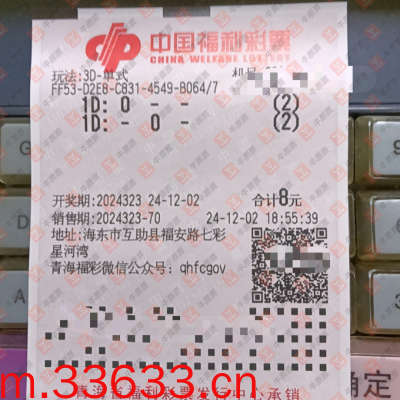 中国福利彩票
CHINA WELFARE LOTTERY
玩法:3D-单式
FF53-D2E8-C831-4549-B064/7
1D: 0 - - (2)
1D: - 0 - (2)
开奖期:2024323 24-12-02 合计8元
销售期:2024323-70 24-12-02 18:55:39
地址:海东市互助县福安路七彩
星河湾
青海福彩微信公众号: qhfcgov
m.33633.cn
确定